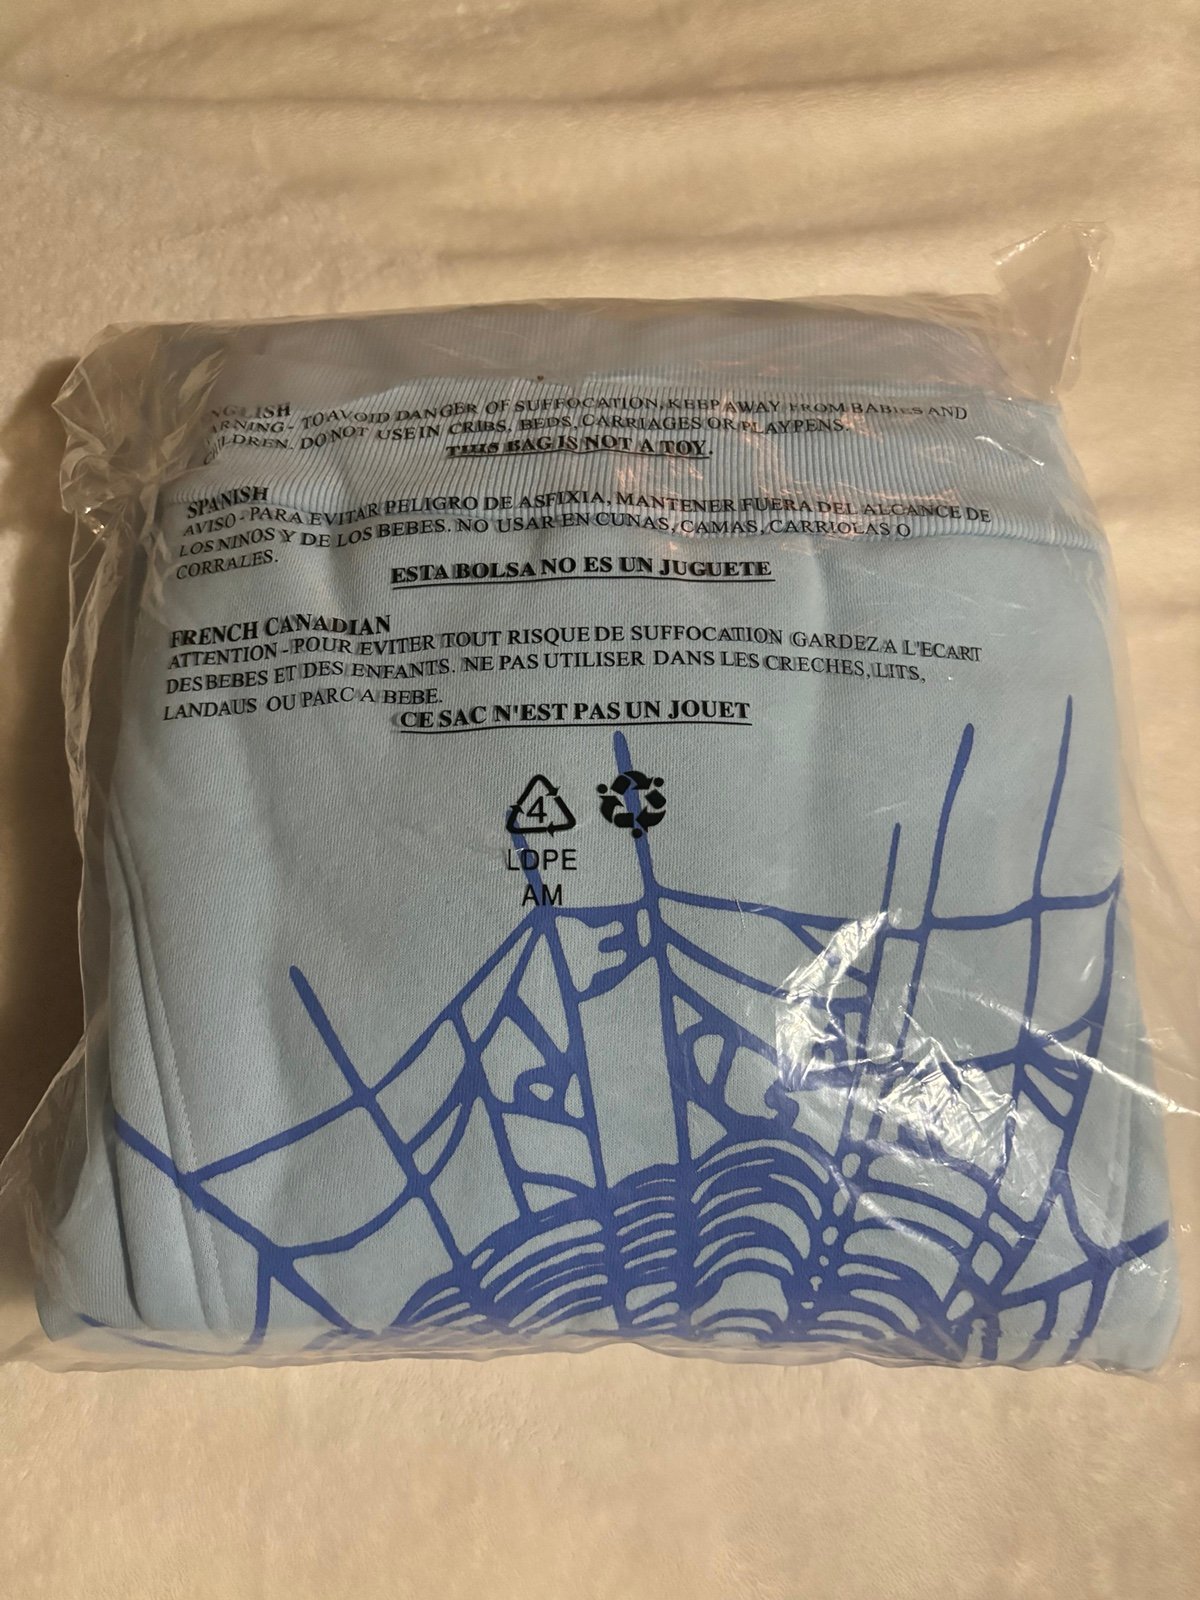 NGLISH
ARNING - TO AVOID DANGER OF SUFFOCATION, KEEP AWAY FROM BABIES AND
CHILDREN. DO NOT USE IN CRIBS, BEDS, CARRIAGES OR PLAYPENS.
THIS BAG IS NOT A TOY.
SPANISH
AVISO - PARA EVITAR PELIGRO DE ASFIXIA, MANTENER FUERA DEL ALCANCE DE
LOS NINOS Y DE LOS BEBES. NO USAR EN CUNAS, CAMAS, CARRIOLAS O
CORRALES.
ESTA BOLSA NO ES UN JUGUETE
FRENCH CANADIAN
ATTENTION - POUR EVITER TOUT RISQUE DE SUFFOCATION GARDEZ A L'ECART
DES BEBES ET DES ENFANTS. NE PAS UTILISER DANS LES CRECHES, LITS,
LANDAUS OU PARC A BEBE.
CE SAC N'EST PAS UN JOUET
4
LDPE
AM